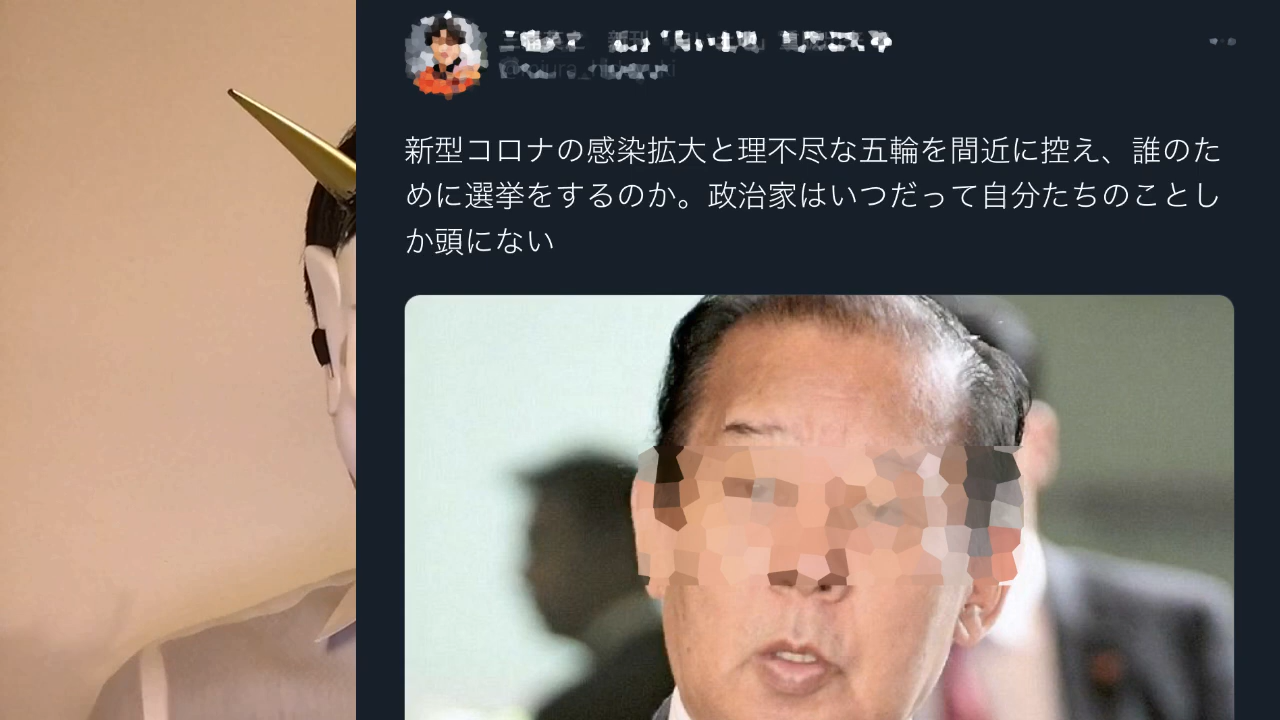 新型コロナの感染拡大と理不尽な五輪を間近に控え、誰のた
めに選挙をするのか。政治家はいつだって自分たちのことし
か頭にない